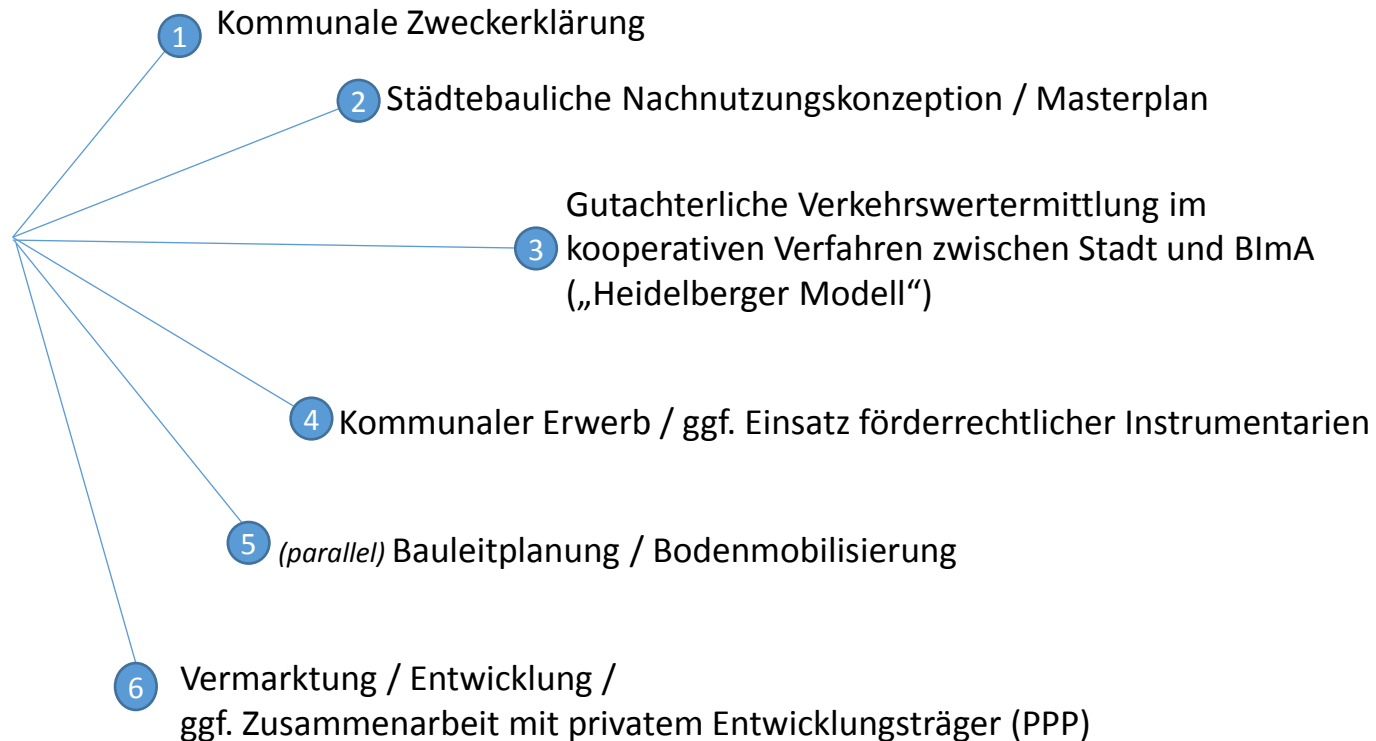 1 Kommunale Zweckerklärung
2 Städtebauliche Nachnutzungskonzeption / Masterplan
Gutachterliche Verkehrswertermittlung im
3 kooperativen Verfahren zwischen Stadt und BImA
(„Heidelberger Modell“)
4 Kommunaler Erwerb / ggf. Einsatz förderrechtlicher Instrumentarien
5 (parallel) Bauleitplanung / Bodenmobilisierung
6 Vermarktung / Entwicklung /
ggf. Zusammenarbeit mit privatem Entwicklungsträger (PPP)